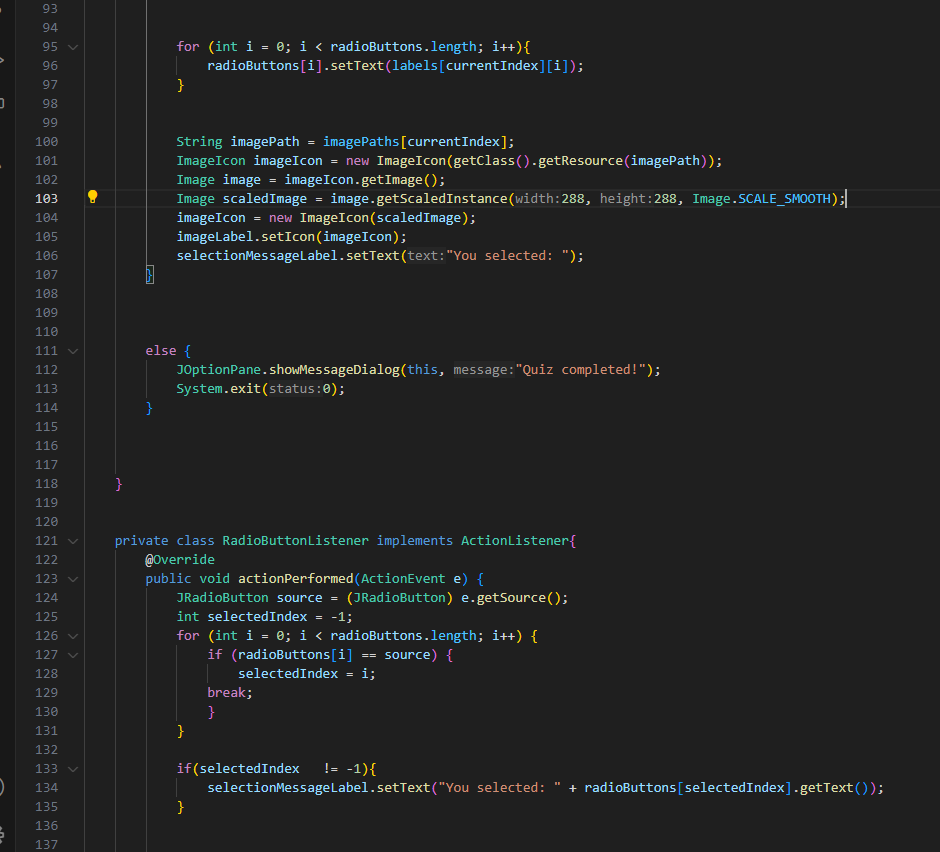 93
94
95 for (int i = 0; i < radioButtons.length; i++){
96 radioButtons[i].setText(labels[currentIndex][i]);
97 }
98
99
100 String imagePath = imagePaths[currentIndex];
101 ImageIcon imageIcon = new ImageIcon(getClass().getResource(imagePath));
102 Image image = imageIcon.getImage();
103 Image scaledImage = image.getScaledInstance(width:288, height:288, Image.SCALE_SMOOTH);
104 imageIcon = new ImageIcon(scaledImage);
105 imageLabel.setIcon(imageIcon);
106 selectionMessageLabel.setText(text:"You selected: ");
107 }
108
109
110
111 else {
112 JOptionPane.showMessageDialog(this, message:"Quiz completed!");
113 System.exit(status:0);
114 }
115
116
117
118 }
119
120
121 private class RadioButtonListener implements ActionListener{
122 @Override
123 public void actionPerformed(ActionEvent e) {
124 JRadioButton source = (JRadioButton) e.getSource();
125 int selectedIndex = -1;
126 for (int i = 0; i < radioButtons.length; i++) {
127 if (radioButtons[i] == source) {
128 selectedIndex = i;
129 break;
130 }
131 }
132
133 if(selectedIndex   != -1){
134 selectionMessageLabel.setText("You selected: " + radioButtons[selectedIndex].getText());
135 }
136
137